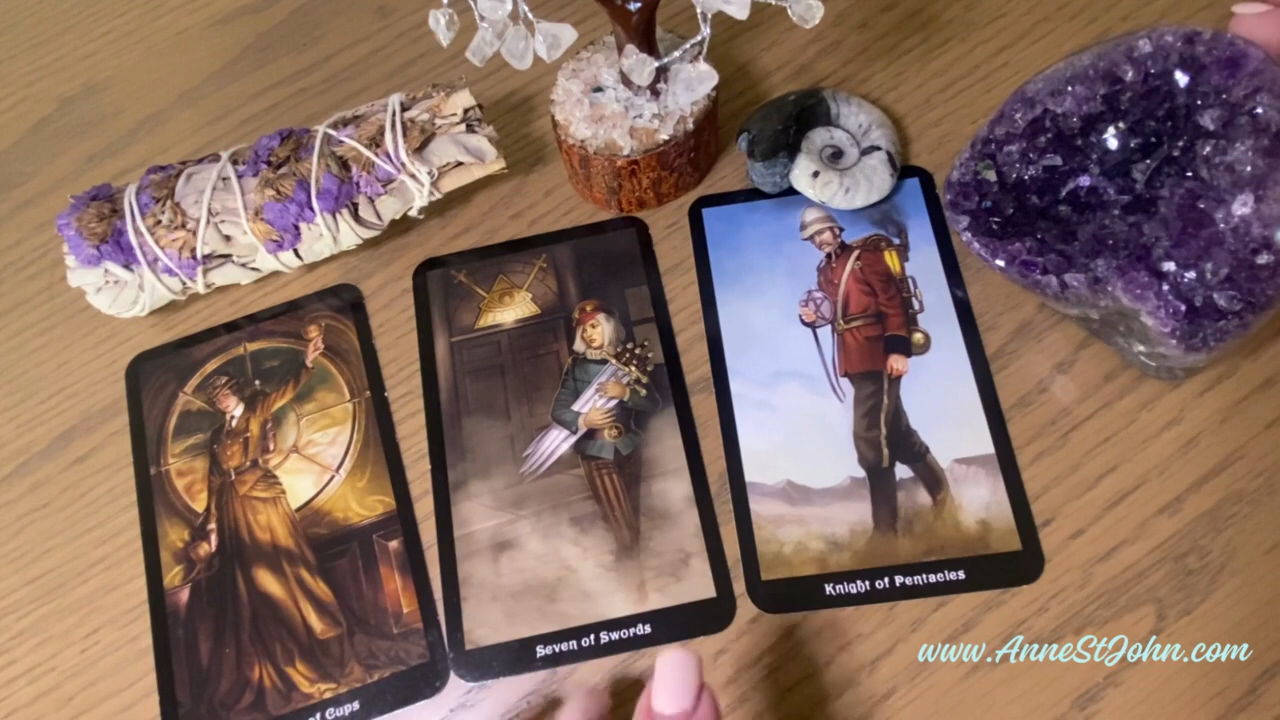 of Cups
Seven of Swords
Knight of Pentacles
www.AnneStJohn.com